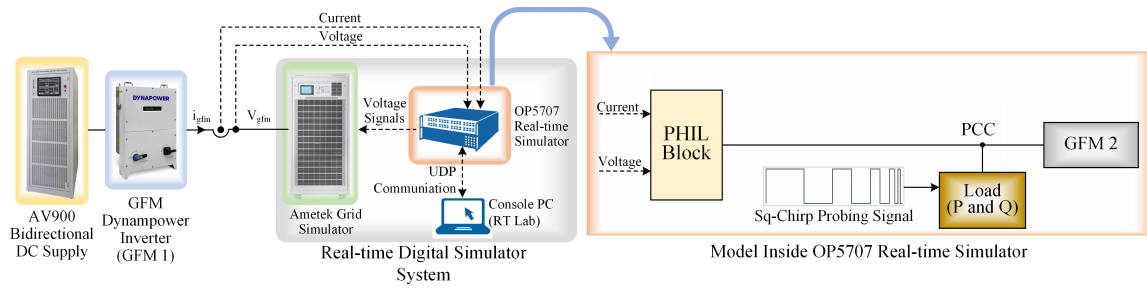 Current
Voltage
AV900
Bidirectional
DC Supply
DYNAPOWER
GFM
Dynampower
Inverter
(GFM 1)
i_gfm
V_gfm
Ametek Grid
Simulator
Voltage
Signals
OP5707
Real-time
Simulator
UDP
Communiation
Console PC
(RT Lab)
Real-time Digital Simulator
System
Current
Voltage
PHIL
Block
Sq-Chirp Probing Signal
PCC
Load
(P and Q)
GFM 2
Model Inside OP5707 Real-time Simulator